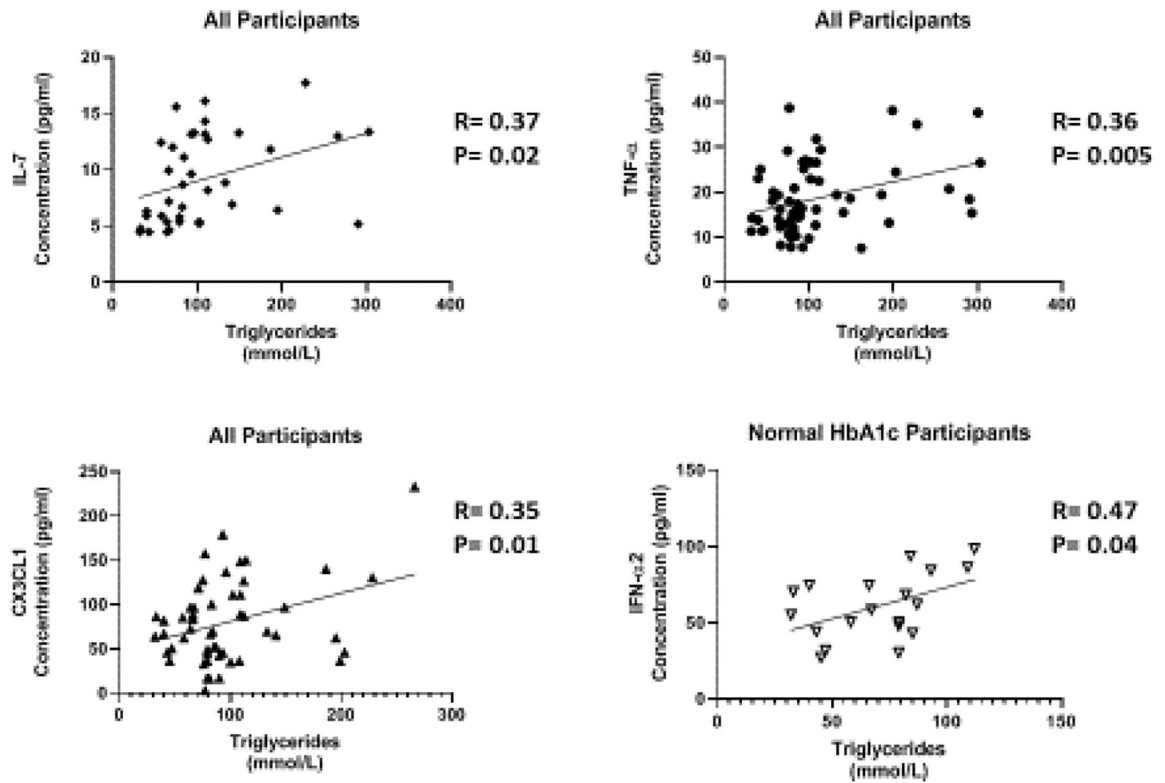 All Participants
20
15
10
5
0
IL-7
Concentration (pg/ml)
R= 0.37
P= 0.02
0 100 200 300 400
Triglycerides
(mmol/L)
All Participants
50
40
30
20
10
0
TNF-α
Concentration (pg/ml)
R= 0.36
P= 0.005
0 100 200 300 400
Triglycerides
(mmol/L)
All Participants
250
200
150
100
50
0
CX3CL1
Concentration (pg/ml)
R= 0.35
P= 0.01
0 100 200 300
Triglycerides
(mmol/L)
Normal HbA1c Participants
150
100
50
0
IFN-α2
Concentration (pg/ml)
R= 0.47
P= 0.04
0 50 100 150
Triglycerides
(mmol/L)